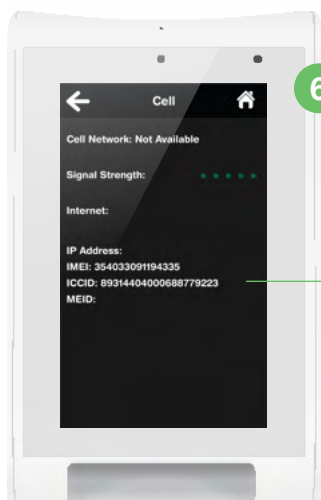 Cell
6
Cell Network: Not Available
Signal Strength:
Internet:
IP Address:
IMEI: 354033091194335
ICCID: 89314404000688779223
MEID: